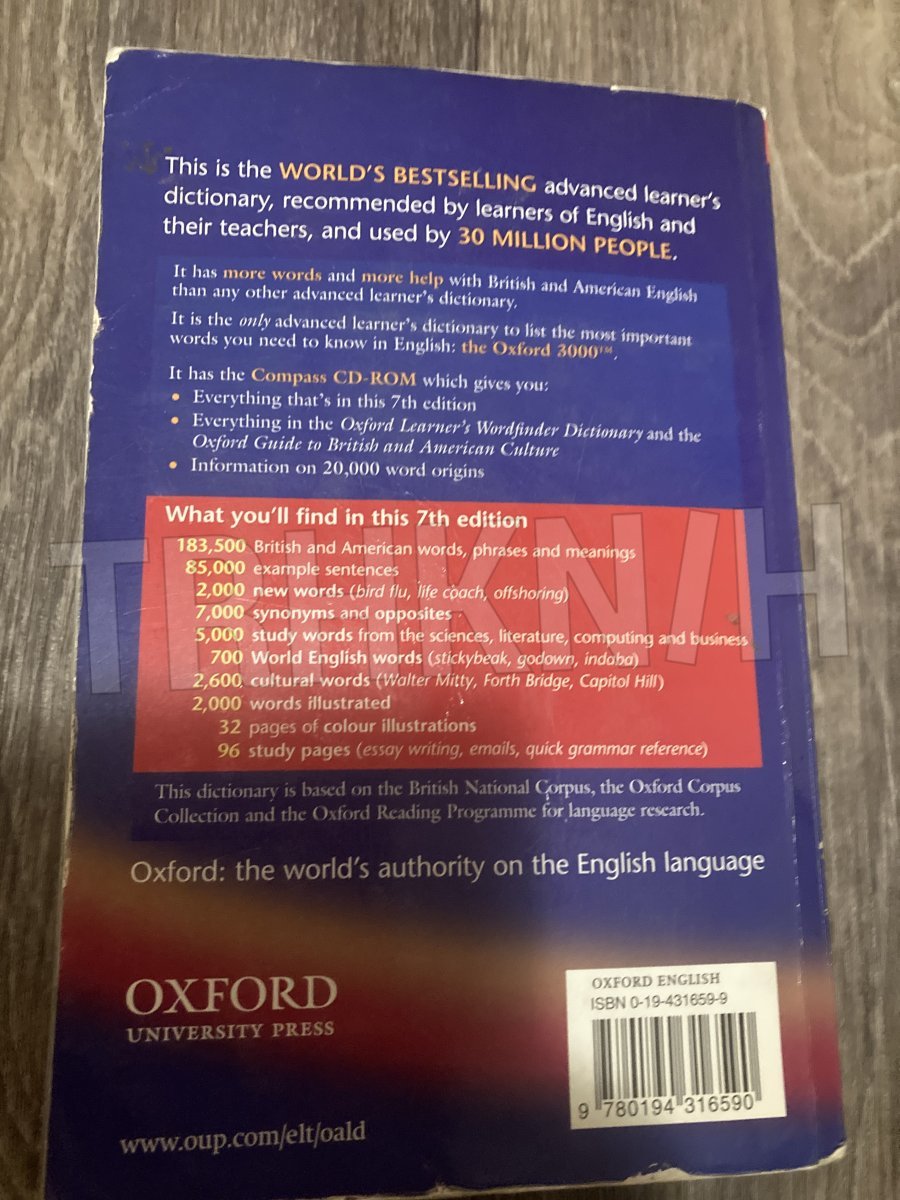 This is the WORLD'S BESTSELLING advanced learner's
dictionary, recommended by learners of English and
their teachers, and used by 30 MILLION PEOPLE.
It has more words and more help with British and American English
than any other advanced learner's dictionary.
It is the only advanced learner's dictionary to list the most important
words you need to know in English: the Oxford 3000™.
It has the Compass CD-ROM which gives you:
• Everything that's in this 7th edition
• Everything in the Oxford Learner's Wordfinder Dictionary and the
Oxford Guide to British and American Culture
• Information on 20,000 word origins
What you'll find in this 7th edition
183,500 British and American words, phrases and meanings
85,000 example sentences
2,000 new words (bird flu, life coach, offshoring)
7,000 synonyms and opposites
5,000 study words from the sciences, literature, computing and business
700 World English words (stickybeak, godown, indaba)
2,600 cultural words (Walter Mitty, Forth Bridge, Capitol Hill)
2,000 words illustrated
32 pages of colour illustrations
96 study pages (essay writing, emails, quick grammar reference)
This dictionary is based on the British National Corpus, the Oxford Corpus
Collection and the Oxford Reading Programme for language research.
Oxford: the world's authority on the English language
OXFORD
UNIVERSITY PRESS
OXFORD ENGLISH
ISBN 0-19-431659-9
9 780194 316590
www.oup.com/elt/oald